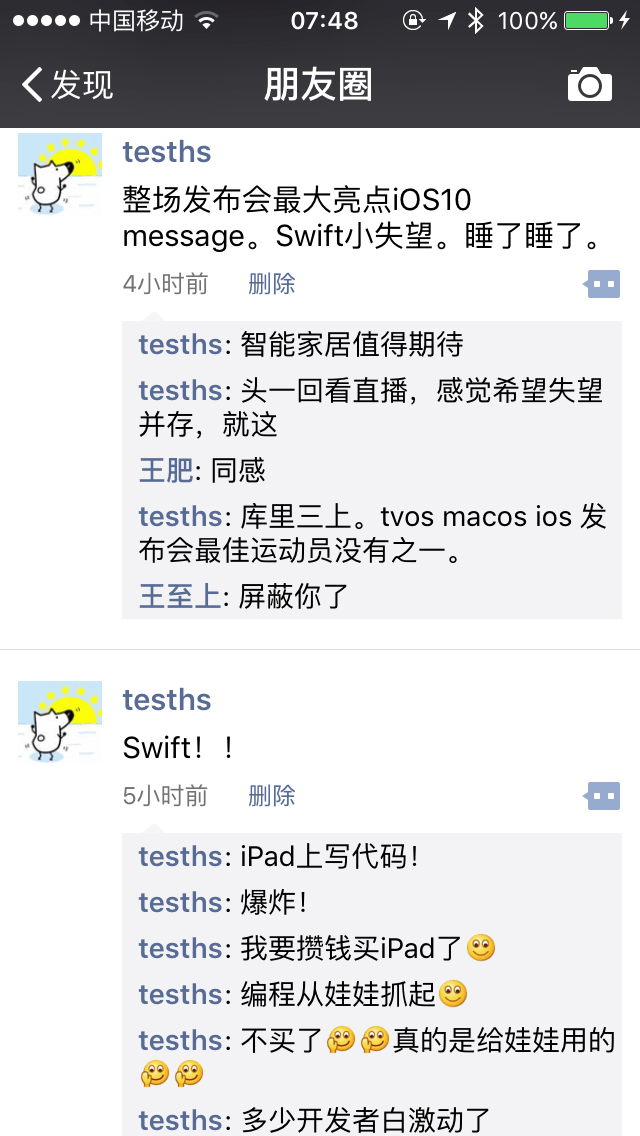 中国移动 07:48 100%
发现 朋友圈
tesths
整场发布会最大亮点iOS10
message。Swift小失望。睡了睡了。
4小时前 删除
tesths: 智能家居值得期待
tesths: 头一回看直播，感觉希望失望
并存，就这
王肥: 同感
tesths: 库里三上。tvos macos ios 发
布会最佳运动员没有之一。
王至上: 屏蔽你了
tesths
Swift！！
5小时前 删除
tesths: iPad上写代码！
tesths: 爆炸！
tesths: 我要攒钱买iPad了
tesths: 编程从娃娃抓起
tesths: 不买了真的是给娃娃用的
tesths: 多少开发者白激动了